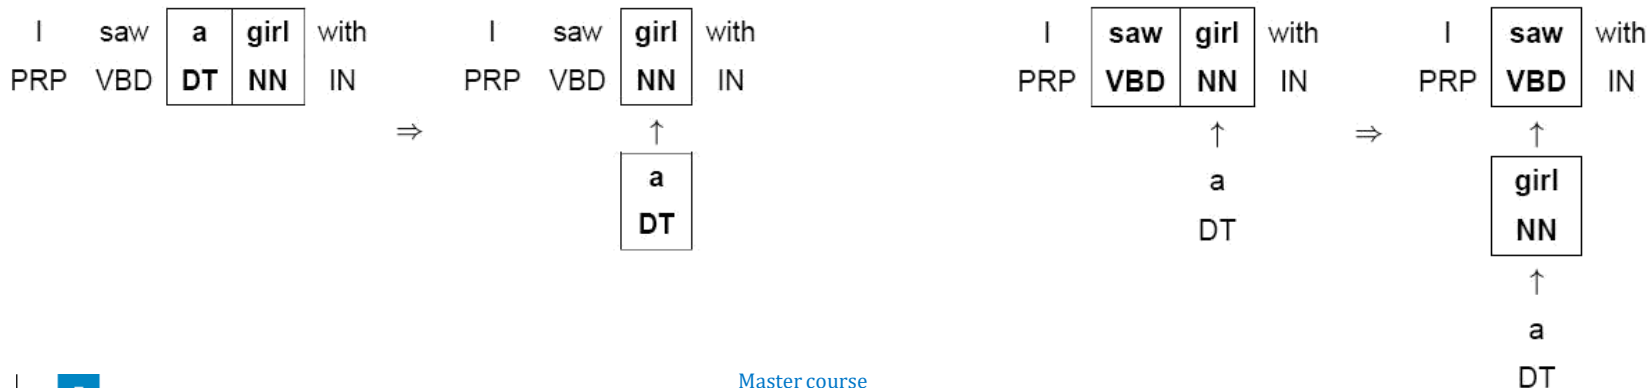 I saw a girl with I saw girl with I saw girl with I saw with
PRP VBD DT NN IN PRP VBD NN IN PRP VBD NN IN PRP VBD IN
⇒ ↑ ↑ ⇒ ↑
a a girl
DT DT NN
↑
a
Master course DT